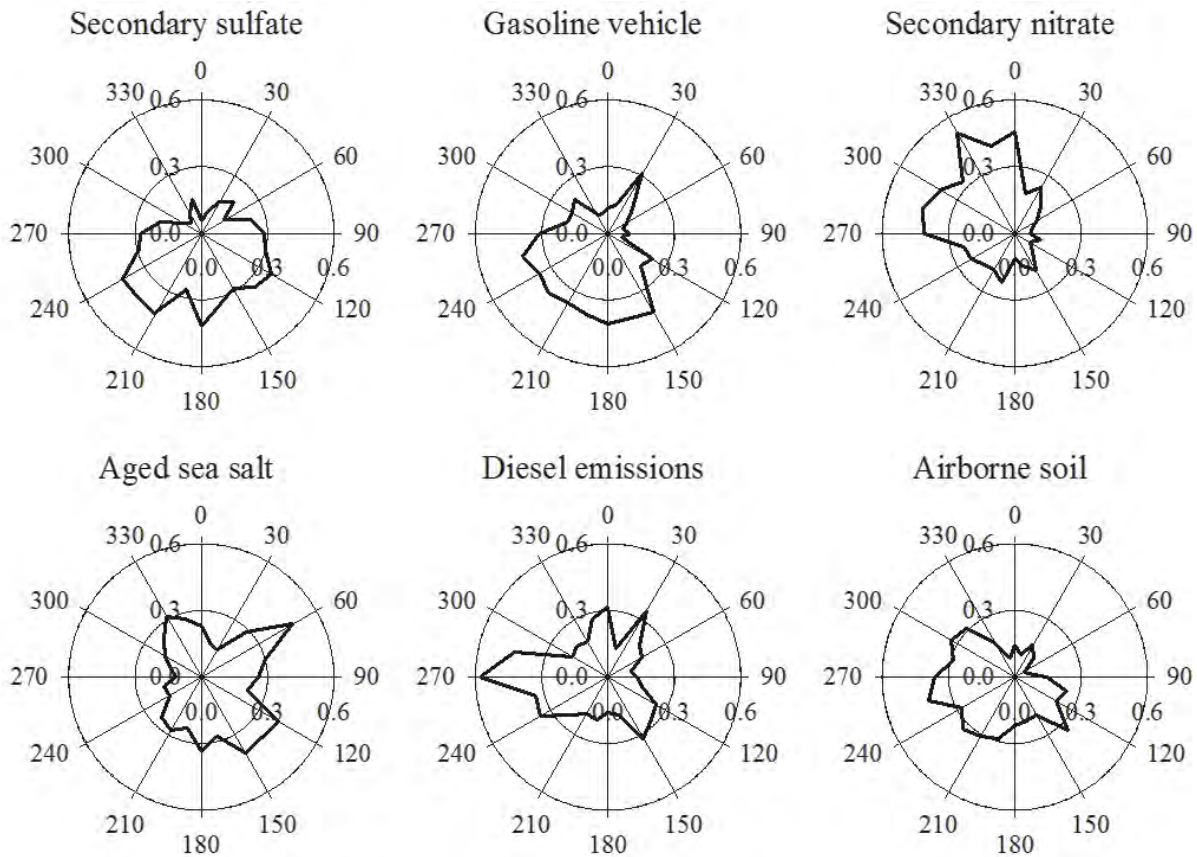 Secondary sulfate Gasoline vehicle Secondary nitrate
0 0 0
330 0.6 30 330 0.6 30 330 0.6 30
300 0.3 60 300 0.3 60 300 0.3 60
270 0.0 90 270 0.0 90 270 0.0 90
0.0 0.3 0.6 0.0 0.3 0.6 0.0 0.3 0.6
240 120 240 120 240 120
210 150 210 150 210 150
180 180 180
Aged sea salt Diesel emissions Airborne soil
0 0 0
330 0.6 30 330 0.6 30 330 0.6 30
300 0.3 60 300 0.3 60 300 0.3 60
270 0.0 90 270 0.0 90 270 0.0 90
0.0 0.3 0.6 0.0 0.3 0.6 0.0 0.3 0.6
240 120 240 120 240 120
210 150 210 150 210 150
180 180 180